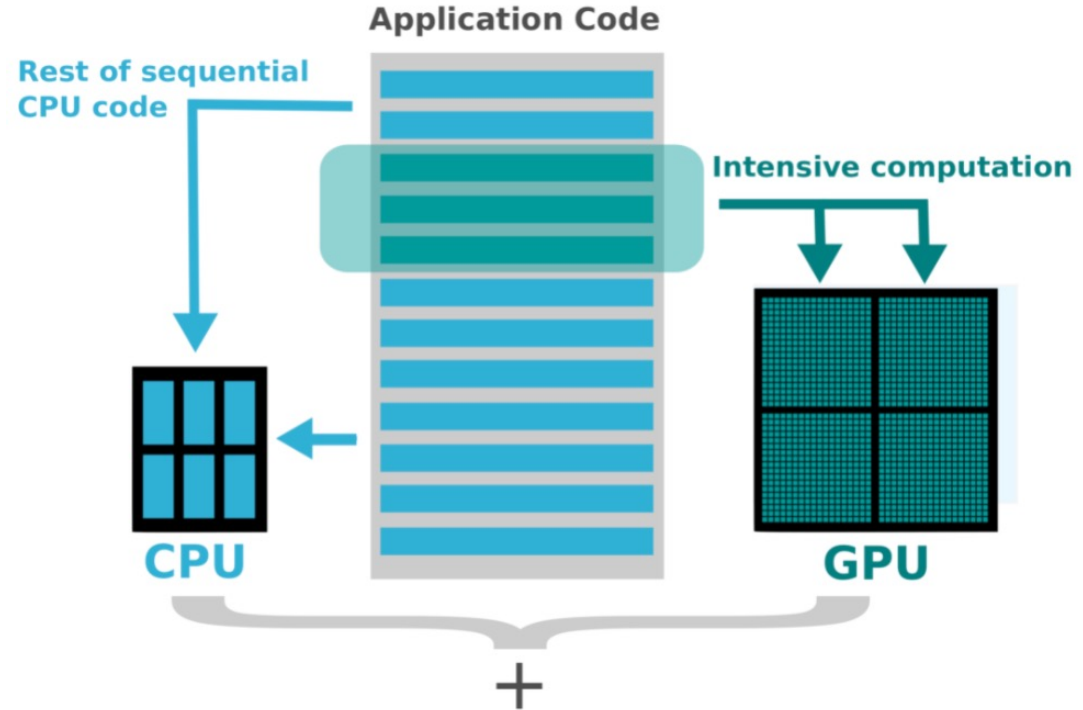 Application Code
Rest of sequential
CPU code
Intensive computation
CPU
GPU
+